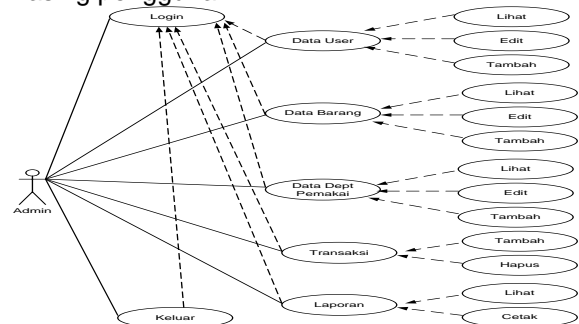 Login
Data User
Lihat
Edit
Tambah
Data Barang
Lihat
Edit
Tambah
Admin
Data Dept
Pemakai
Lihat
Edit
Tambah
Transaksi
Tambah
Hapus
Laporan
Lihat
Cetak
Keluar